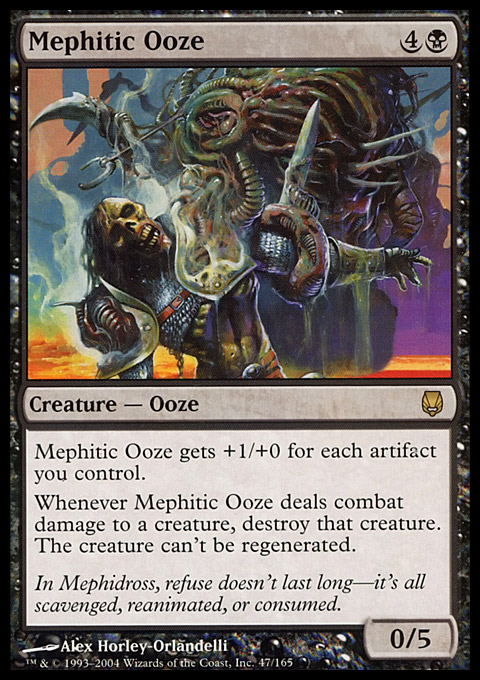 Mephitic Ooze 4
Creature — Ooze
Mephitic Ooze gets +1/+0 for each artifact
you control.
Whenever Mephitic Ooze deals combat
damage to a creature, destroy that creature.
The creature can't be regenerated.
In Mephidross, refuse doesn't last long—it's all
scavenged, reanimated, or consumed.
Alex Horley-Orlandelli
0/5
™ & © 1993–2004 Wizards of the Coast, Inc. 47/165